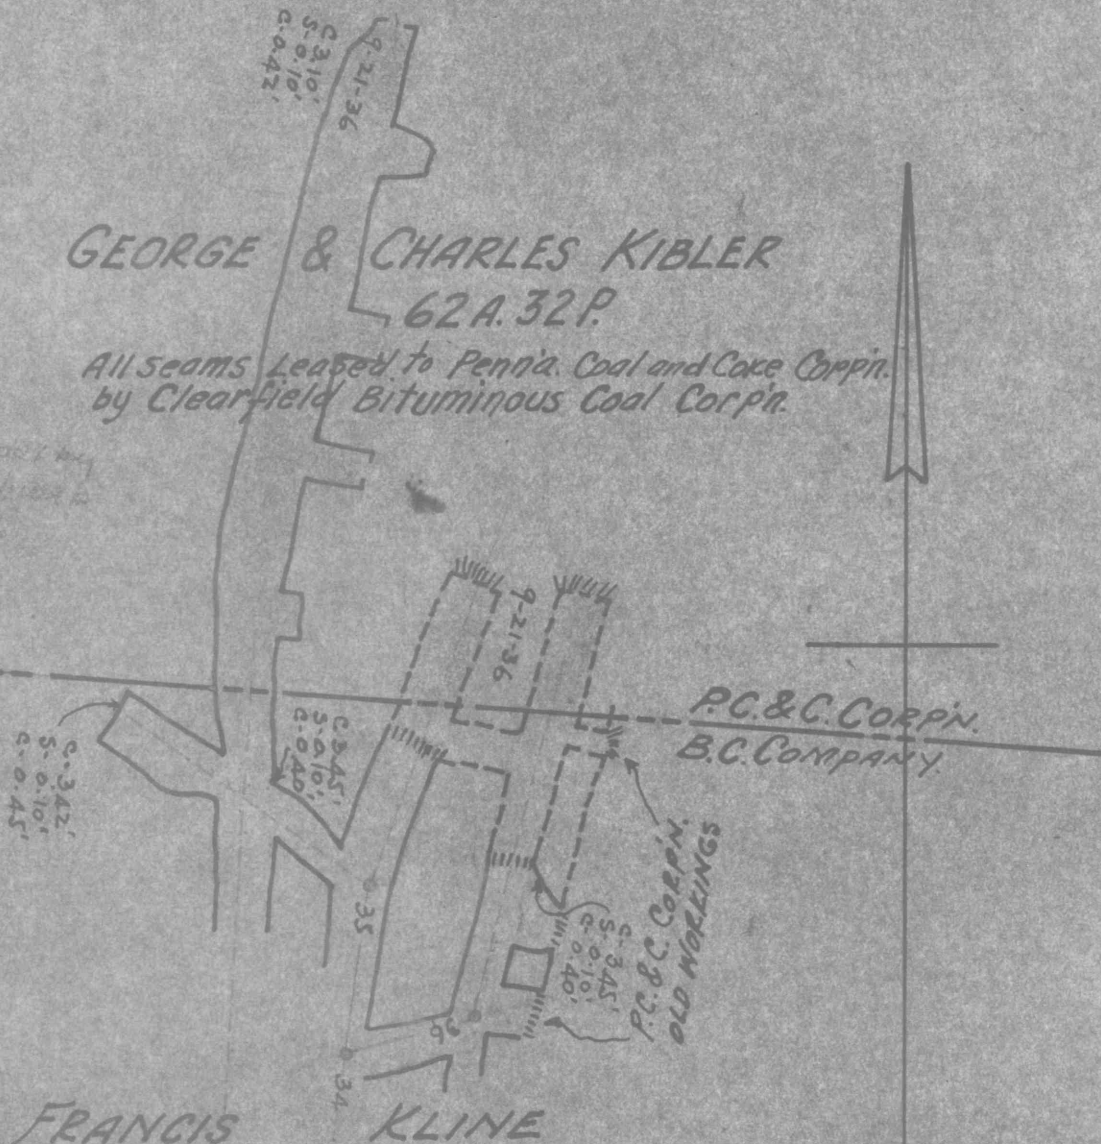 C-3.10'
S-0.10'
C-0.42'
9-21-36
GEORGE & CHARLES KIBLER
62 A. 32 P.
All seams Leased to Penn'a. Coal and Coke Corp'n.
by Clearfield Bituminous Coal Corp'n.
9-21-36
P.C. & C. CORP'N.
B.C. COMPANY.
C-3.42'
S-0.10'
C-0.45'
C-3.45'
S-0.10'
C-0.40'
P.C. & C. CORP'N.
OLD WORKINGS
C-3.45'
S-0.10'
C-0.40'
35
36
34
FRANCIS KLINE